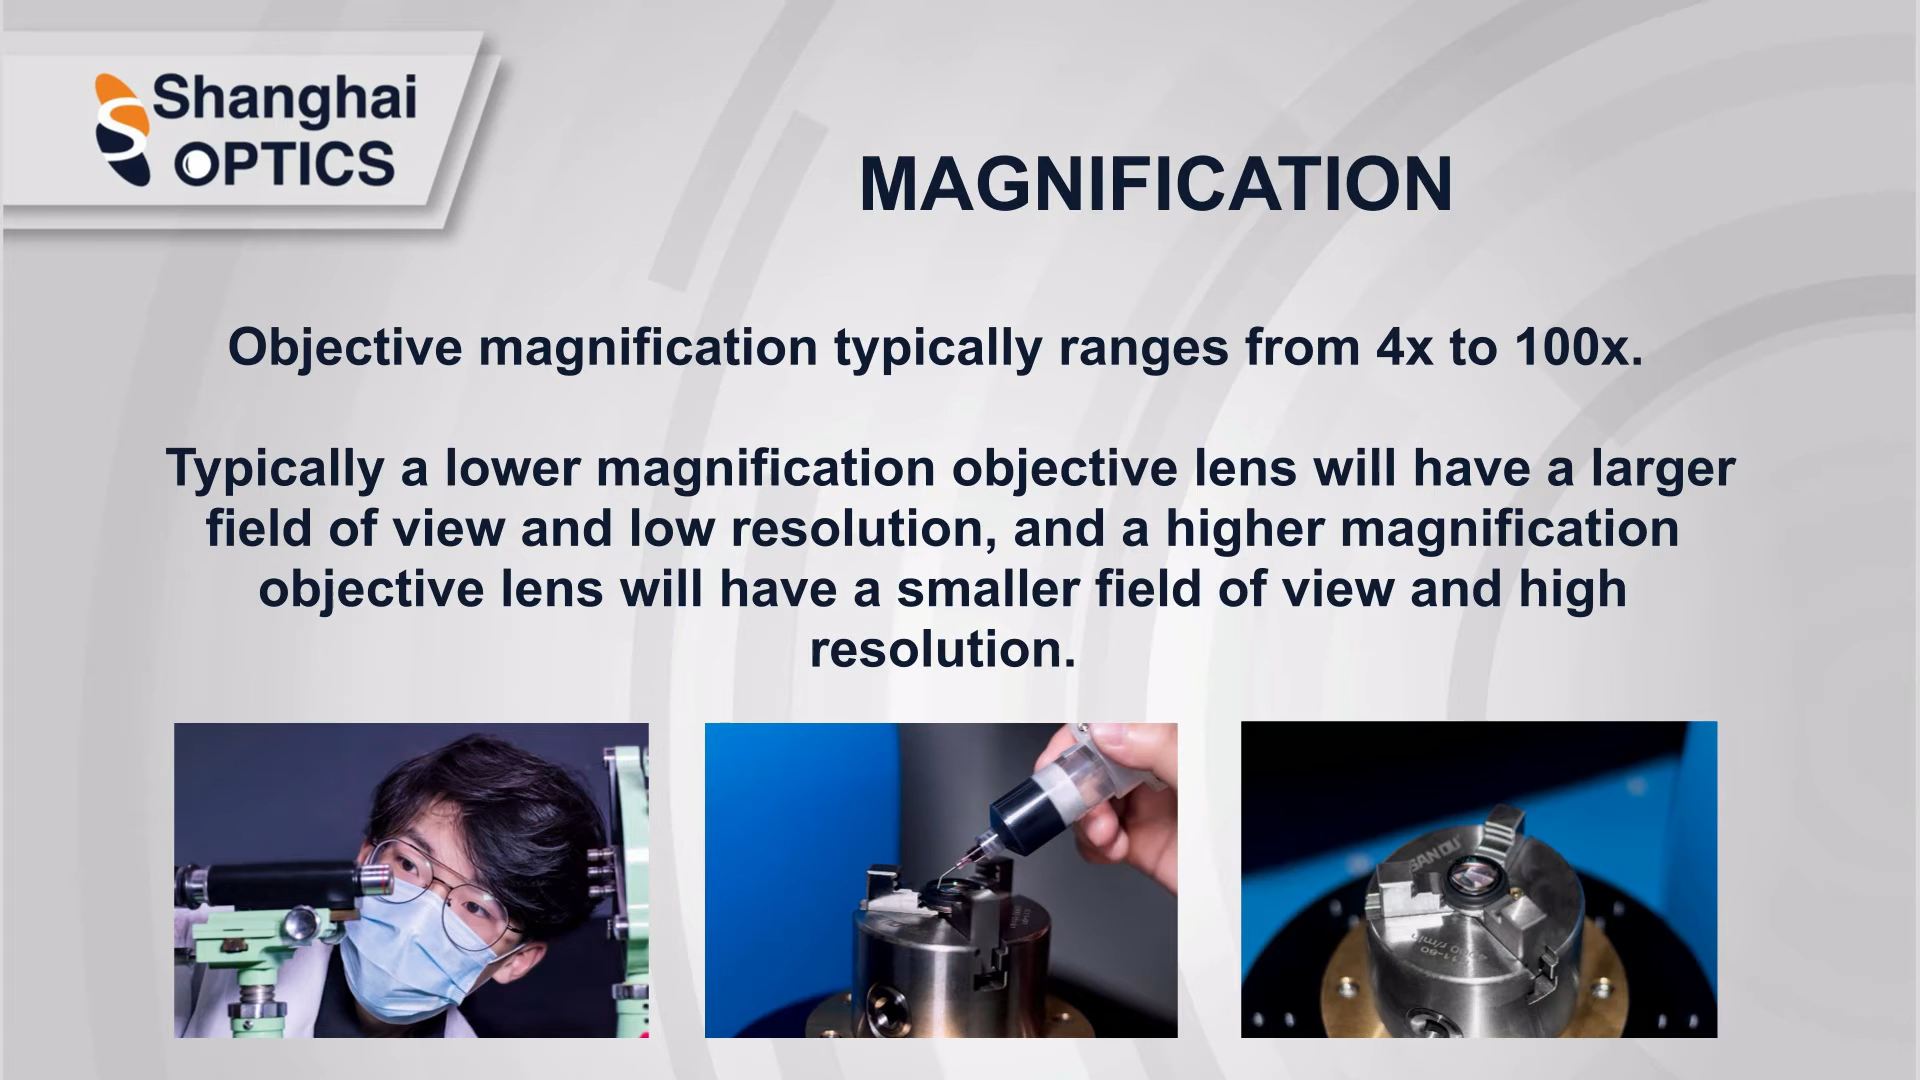 Shanghai
OPTICS
MAGNIFICATION
Objective magnification typically ranges from 4x to 100x.
Typically a lower magnification objective lens will have a larger
field of view and low resolution, and a higher magnification
objective lens will have a smaller field of view and high
resolution.
SAN OU